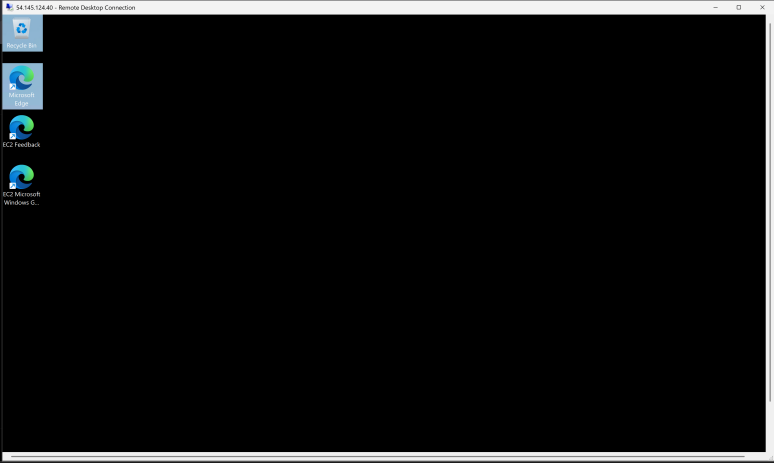 54.145.124.40 - Remote Desktop Connection
Recycle Bin
Microsoft
Edge
EC2 Feedback
EC2 Microsoft
Windows G...